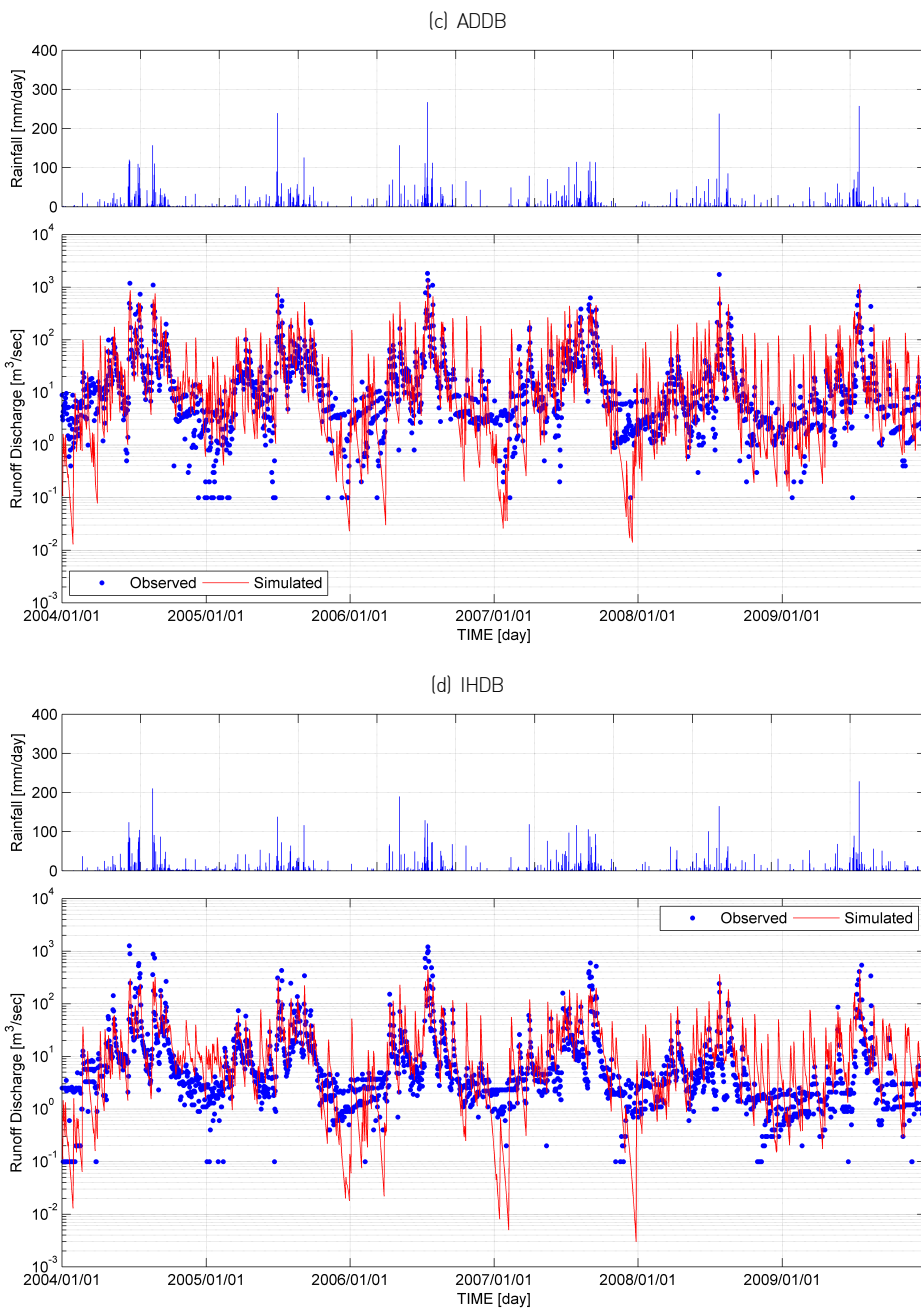 (c) ADDB
400
300
200
100
0
Rainfall [mm/day]
10^4
10^3
10^2
10^1
10^0
10^-1
10^-2
10^-3
Runoff Discharge [m^3/sec]
Observed Simulated
2004/01/01 2005/01/01 2006/01/01 2007/01/01 2008/01/01 2009/01/01
TIME [day]
(d) IHDB
400
300
200
100
0
Rainfall [mm/day]
10^4
10^3
10^2
10^1
10^0
10^-1
10^-2
10^-3
Runoff Discharge [m^3/sec]
Observed Simulated
2004/01/01 2005/01/01 2006/01/01 2007/01/01 2008/01/01 2009/01/01
TIME [day]